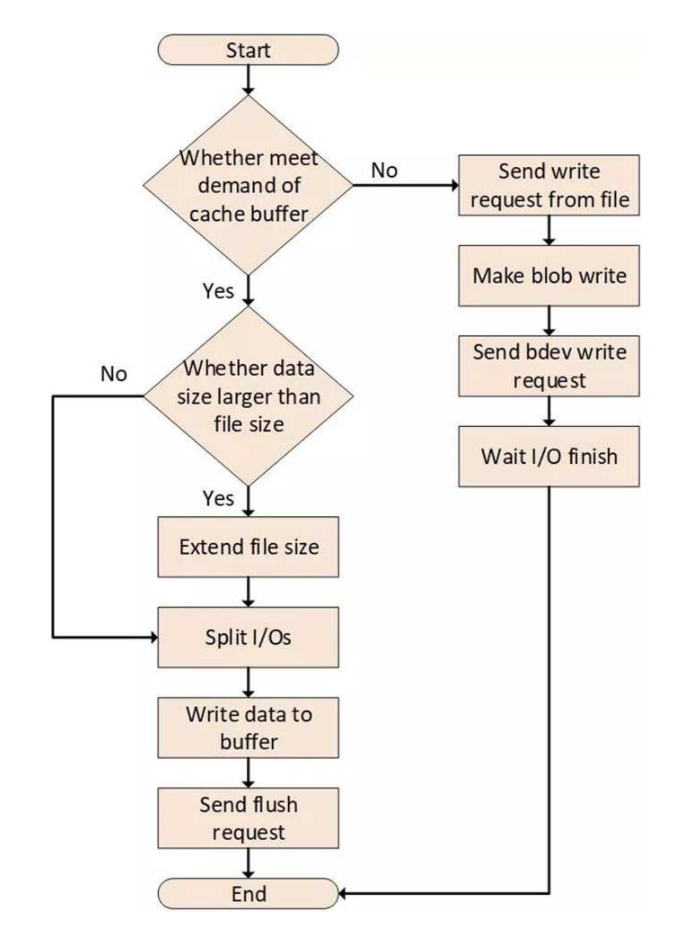 Start
Whether meet
demand of
cache buffer
No
Send write
request from file
Make blob write
Send bdev write
request
Wait I/O finish
Yes
Whether data
size larger than
file size
No
Yes
Extend file size
Split I/Os
Write data to
buffer
Send flush
request
End